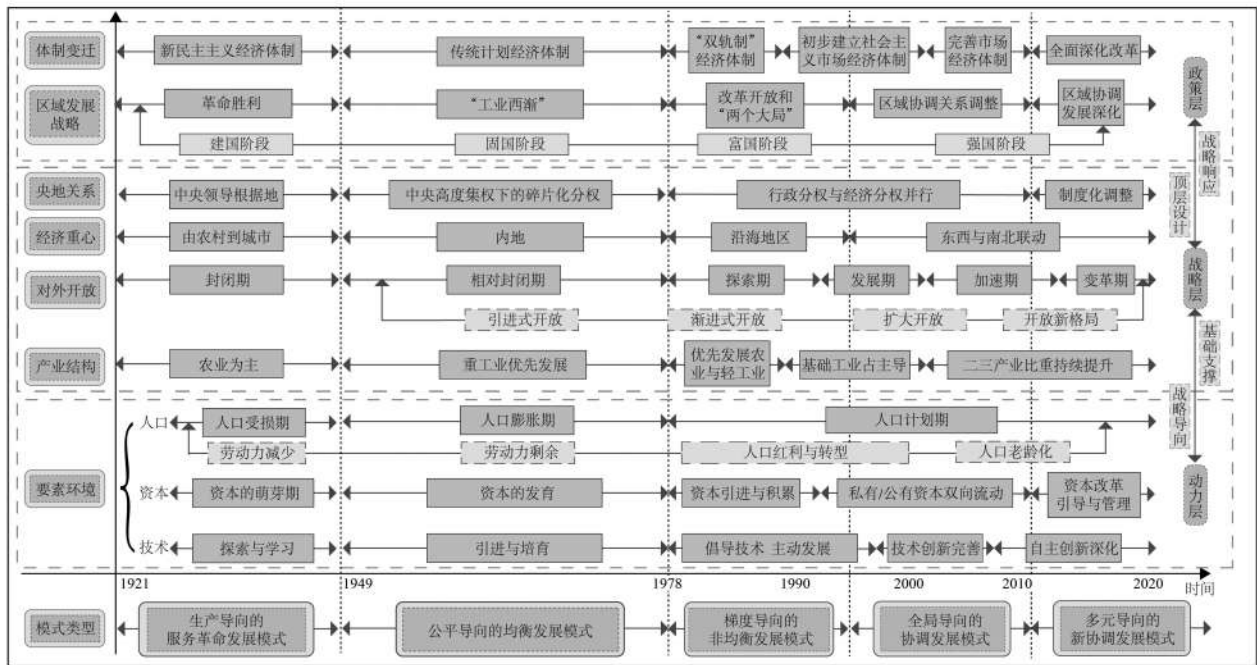 体制变迁
新民主主义经济体制
传统计划经济体制
“双轨制”
经济体制
初步建立社会主
义市场经济体制
完善市场
经济体制
全面深化改革
区域发展
战略
革命胜利
“工业西渐”
改革开放和
“两个大局”
区域协调关系调整
区域协调
发展深化
建国阶段
固国阶段
富国阶段
强国阶段
政策层
战略响应
顶层设计
央地关系
中央领导根据地
中央高度集权下的碎片化分权
行政分权与经济分权并行
制度化调整
经济重心
由农村到城市
内地
沿海地区
东西与南北联动
对外开放
封闭期
相对封闭期
探索期
发展期
加速期
变革期
引进式开放
渐进式开放
扩大开放
开放新格局
战略层
产业结构
农业为主
重工业优先发展
优先发展农
业与轻工业
基础工业占主导
二三产业比重持续提升
基础支撑
战略导向
要素环境
人口
人口受损期
人口膨胀期
人口计划期
劳动力减少
劳动力剩余
人口红利与转型
人口老龄化
资本
资本的萌芽期
资本的发育
资本引进与积累
私有/公有资本双向流动
资本改革
引导与管理
技术
探索与学习
引进与培育
倡导技术 主动发展
技术创新完善
自主创新深化
动力层
1921
1949
1978
1990
2000
2010
2020
时间
模式类型
生产导向的
服务革命发展模式
公平导向的均衡发展模式
梯度导向的
非均衡发展模式
全局导向的
协调发展模式
多元导向的
新协调发展模式